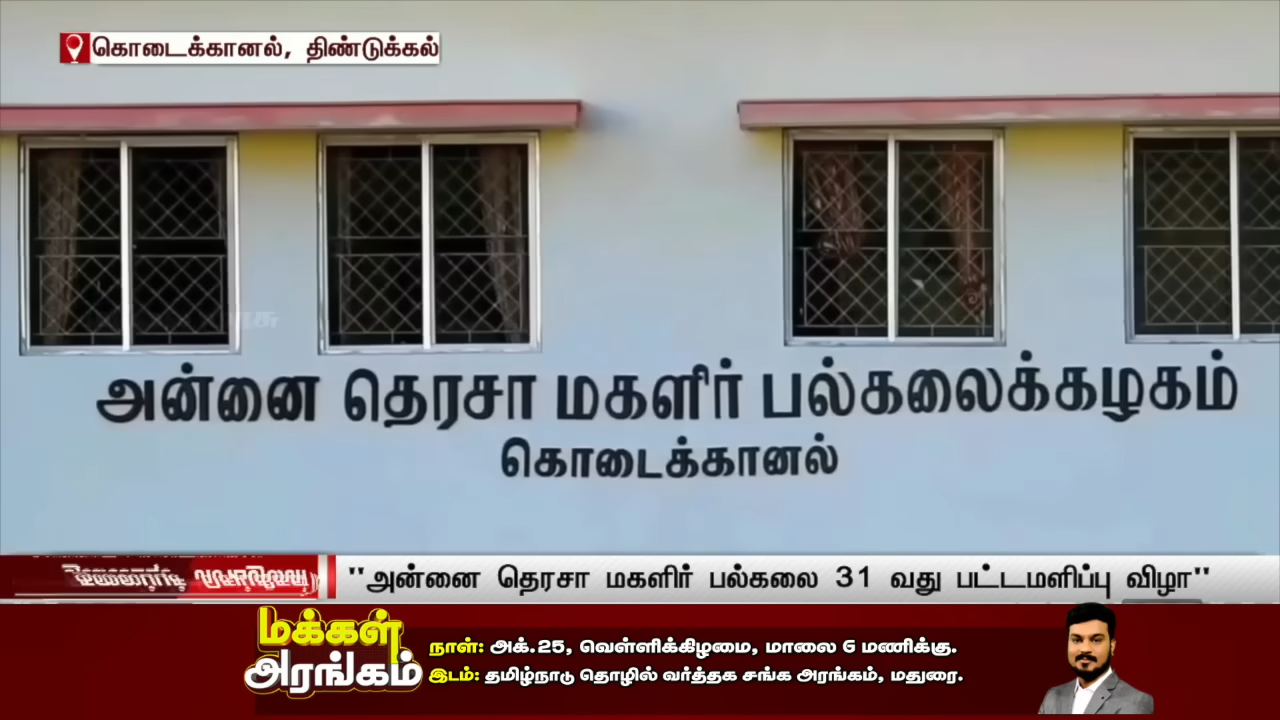 கொடைக்கானல், திண்டுக்கல்
அன்னை தெரசா மகளிர் பல்கலைக்கழகம்
கொடைக்கானல்
"அன்னை தெரசா மகளிர் பல்கலை 31 வது பட்டமளிப்பு விழா"
மக்கள்
அரங்கம்
நாள்: அக்.25, வெள்ளிக்கிழமை, மாலை 6 மணிக்கு.
இடம்: தமிழ்நாடு தொழில் வர்த்தக சங்க அரங்கம், மதுரை.